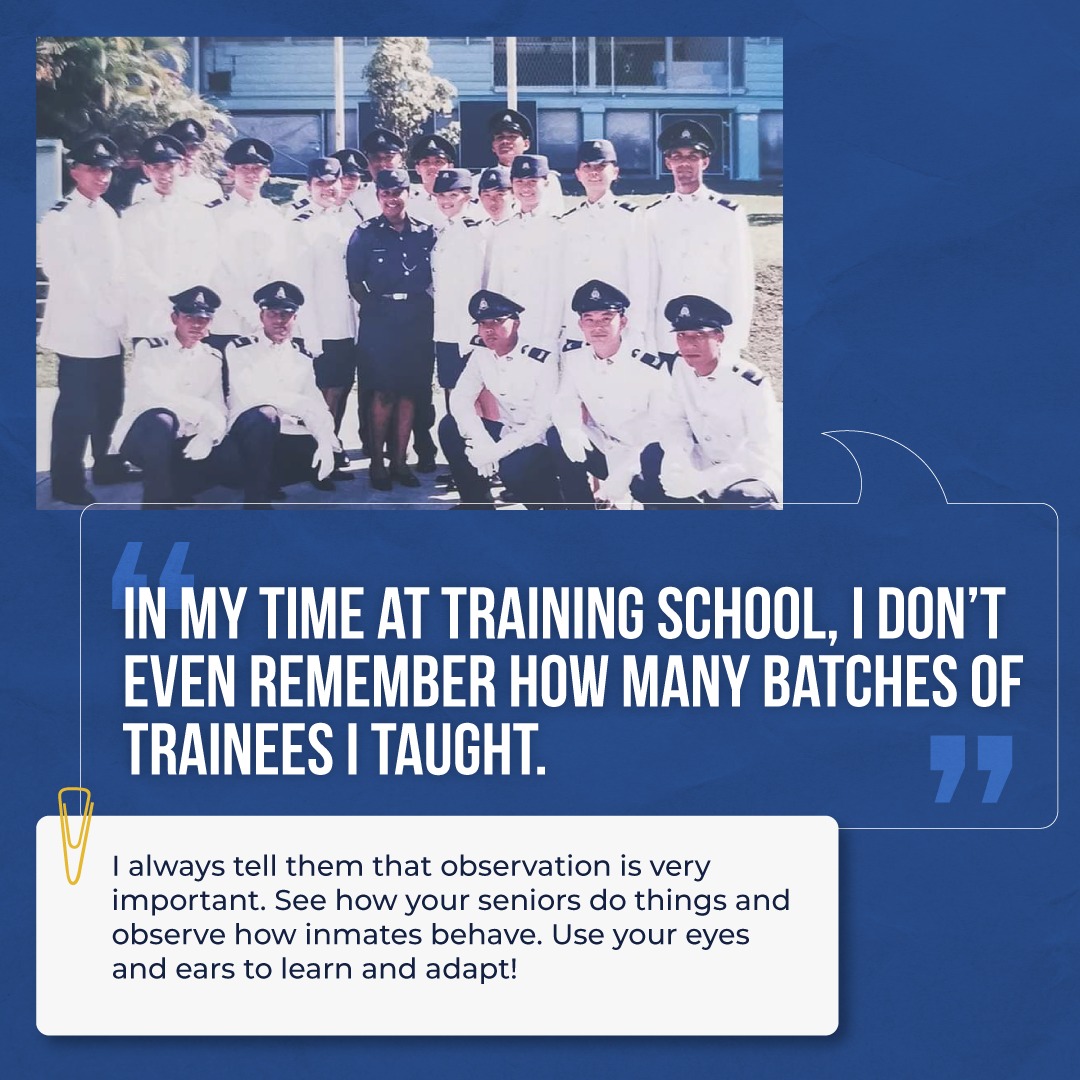 IN MY TIME AT TRAINING SCHOOL, I DON’T
EVEN REMEMBER HOW MANY BATCHES OF
TRAINEES I TAUGHT.
I always tell them that observation is very
important. See how your seniors do things and
observe how inmates behave. Use your eyes
and ears to learn and adapt!